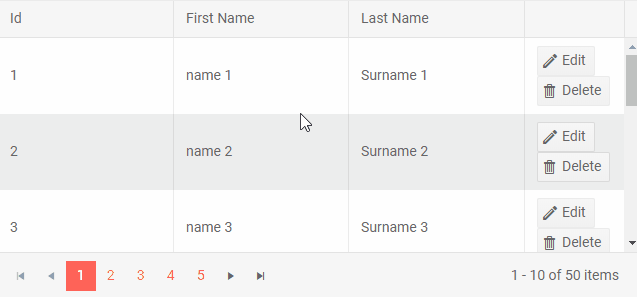 Id First Name Last Name
Edit
1 name 1 Surname 1
Delete
Edit
2 name 2 Surname 2
Delete
Edit
3 name 3 Surname 3
Delete
1 2 3 4 5 1 - 10 of 50 items